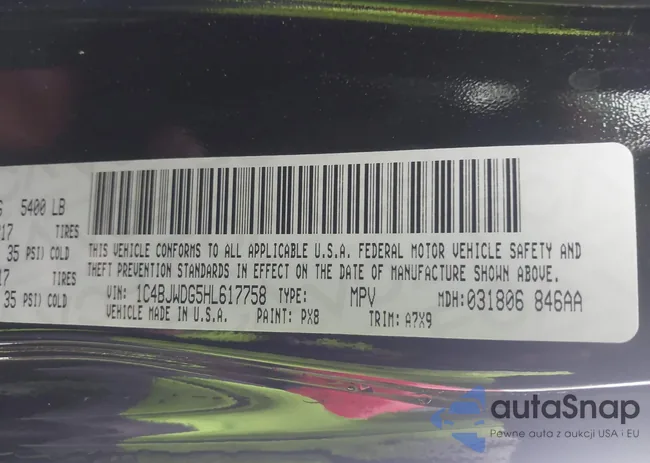 5400 LB
TIRES
35 PSI) COLD
TIRES
35 PSI) COLD
THIS VEHICLE CONFORMS TO ALL APPLICABLE U.S.A. FEDERAL MOTOR VEHICLE SAFETY AND
THEFT PREVENTION STANDARDS IN EFFECT ON THE DATE OF MANUFACTURE SHOWN ABOVE.
VIN: 1C4BJWDG5HL617758 TYPE: MPV MDH: 031806 846AA
VEHICLE MADE IN U.S.A. PAINT: PX8 TRIM: A7X9
autaSnap
Pewne auta z aukcji USA i EU